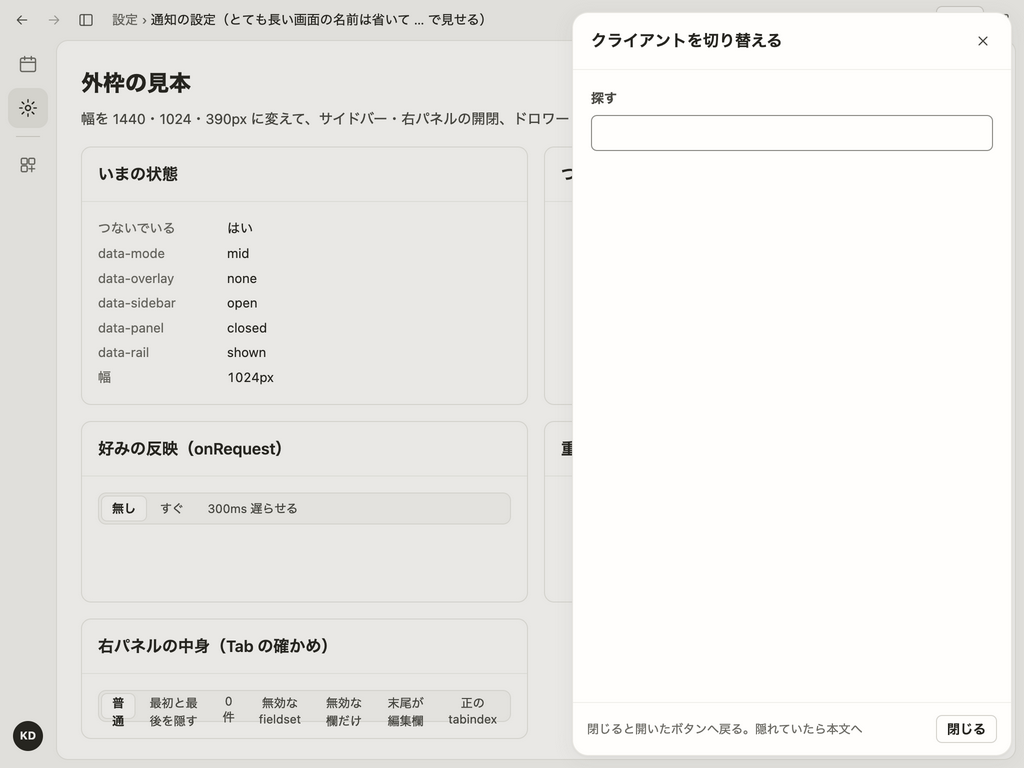 設定 › 通知の設定（とても長い画面の名前は省いて ... で見せる）
クライアントを切り替える
探す
外枠の見本
幅を 1440・1024・390px に変えて、サイドバー・右パネルの開閉、ドロワー
いまの状態
つないでいる はい
data-mode mid
data-overlay none
data-sidebar open
data-panel closed
data-rail shown
幅 1024px
好みの反映（onRequest）
無し すぐ 300ms 遅らせる
右パネルの中身（Tab の確かめ）
普通
最初と最後を隠す
0件
無効な fieldset
無効な欄だけ
末尾が編集欄
正の tabindex
KD
閉じると開いたボタンへ戻る。隠れていたら本文へ
閉じる